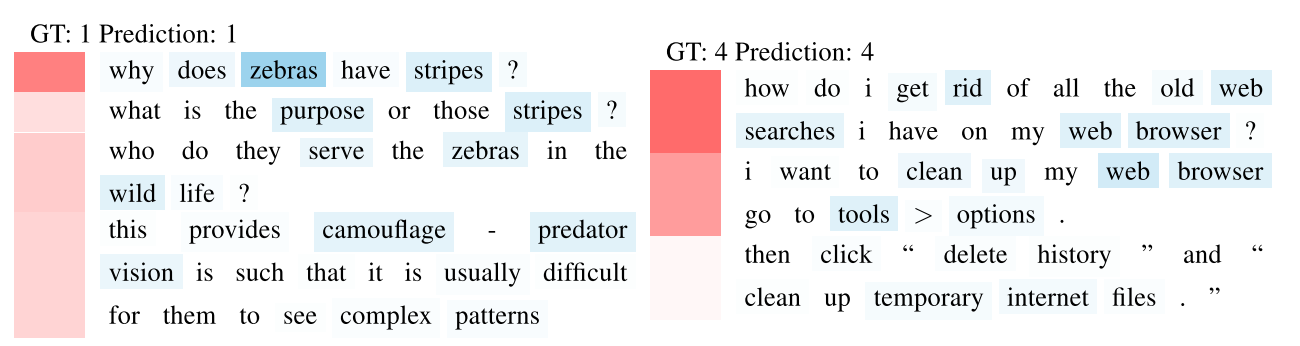 GT: 1 Prediction: 1
why does zebras have stripes ?
what is the purpose or those stripes ?
who do they serve the zebras in the
wild life ?
this provides camouflage - predator
vision is such that it is usually difficult
for them to see complex patterns
GT: 4 Prediction: 4
how do i get rid of all the old web
searches i have on my web browser ?
i want to clean up my web browser
go to tools > options .
then click “ delete history ” and “
clean up temporary internet files . ”